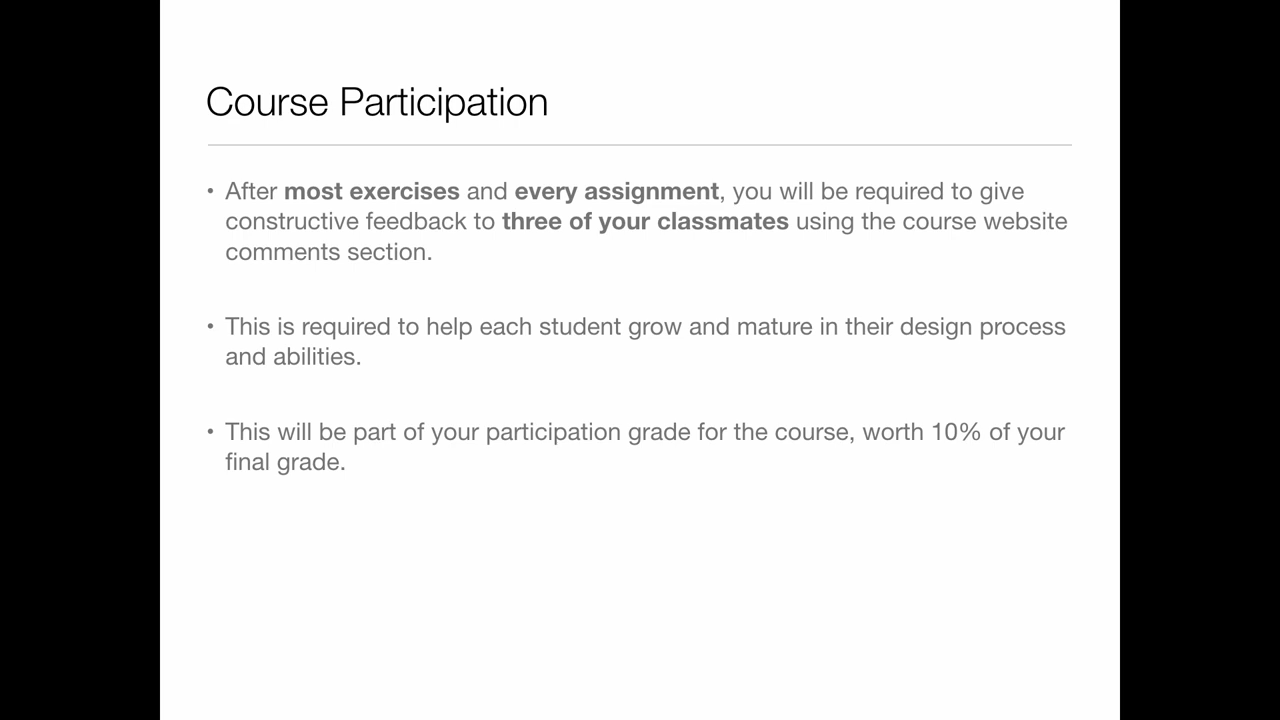 Course Participation
• After most exercises and every assignment, you will be required to give
constructive feedback to three of your classmates using the course website
comments section.
• This is required to help each student grow and mature in their design process
and abilities.
• This will be part of your participation grade for the course, worth 10% of your
final grade.